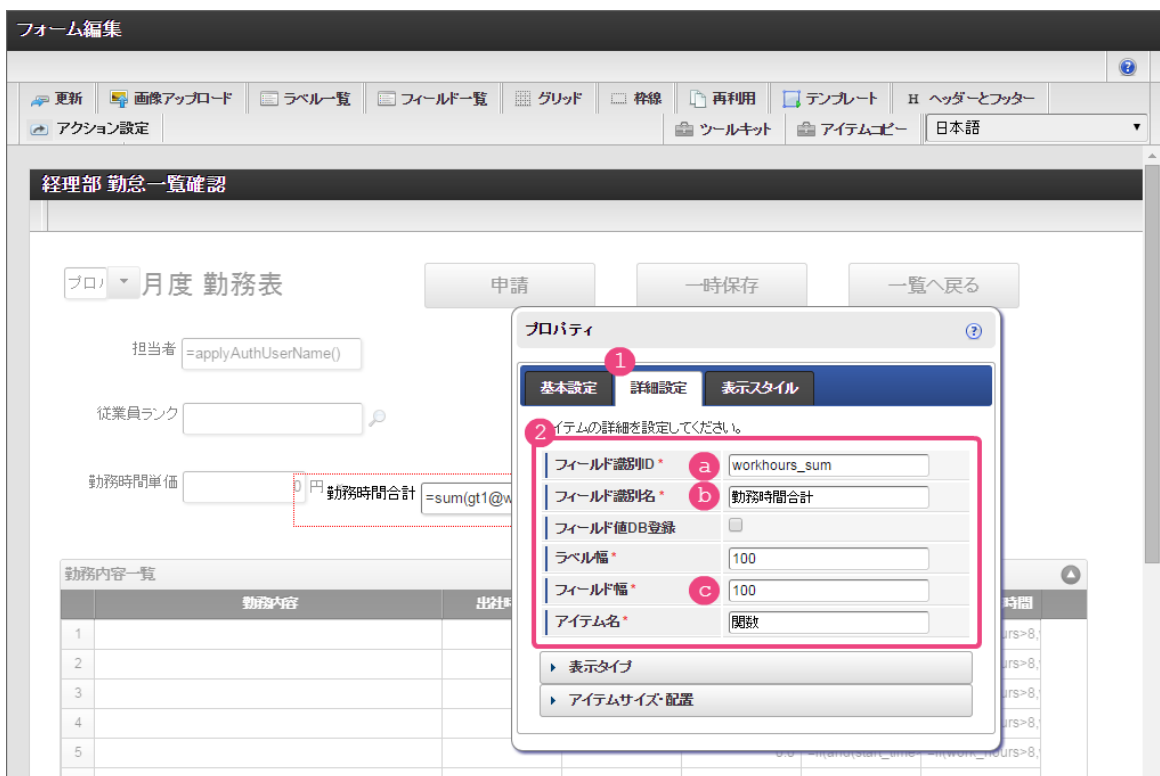 フォーム編集
更新 画像アップロード ラベル一覧 フィールド一覧 グリッド 枠線 再利用 テンプレート H ヘッダーとフッター
アクション設定 ツールキット アイテムコピー 日本語
経理部 勤怠一覧確認
月度 勤務表 申請 一時保存 一覧へ戻る
プロパティ
担当者 =applyAuthUserName()
1
基本設定 詳細設定 表示スタイル
従業員ランク
2 イテムの詳細を設定してください。
フィールド識別ID* a workhours_sum
勤務時間単価 0 円 勤務時間合計 =sum(gt1@w
フィールド識別名* b 勤務時間合計
フィールド値DB登録
ラベル幅* 100
フィールド幅* c 100
アイテム名* 関数
勤務内容一覧
勤務内容 時間
1
2
3
4
5
表示タイプ
アイテムサイズ・配置